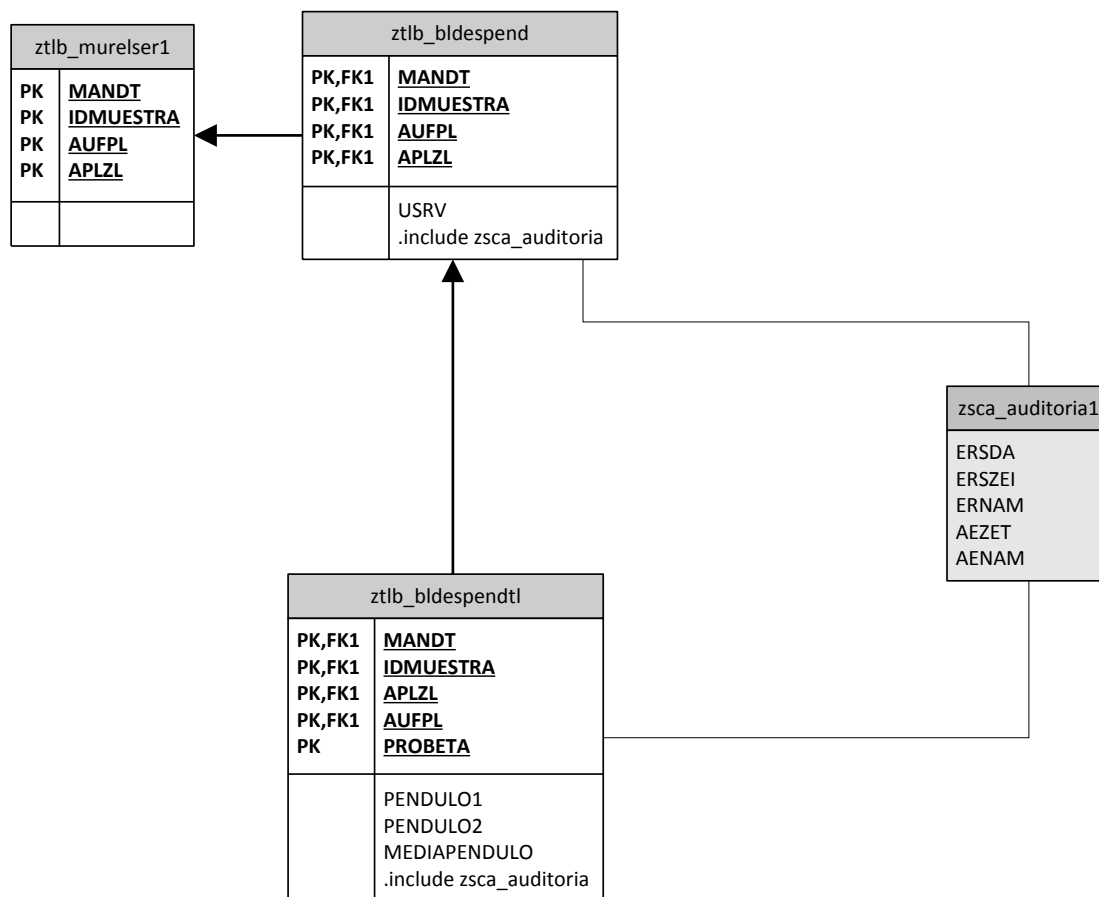 ztlb_murelser1
PK MANDT
PK IDMUESTRA
PK AUFPL
PK APLZL
ztlb_bldespend
PK,FK1 MANDT
PK,FK1 IDMUESTRA
PK,FK1 AUFPL
PK,FK1 APLZL
USRV
.include zsca_auditoria
zsca_auditoria1
ERSDA
ERSZEI
ERNAM
AEZET
AENAM
ztlb_bldespendtl
PK,FK1 MANDT
PK,FK1 IDMUESTRA
PK,FK1 APLZL
PK,FK1 AUFPL
PK PROBETA
PENDULO1
PENDULO2
MEDIAPENDULO
.include zsca_auditoria